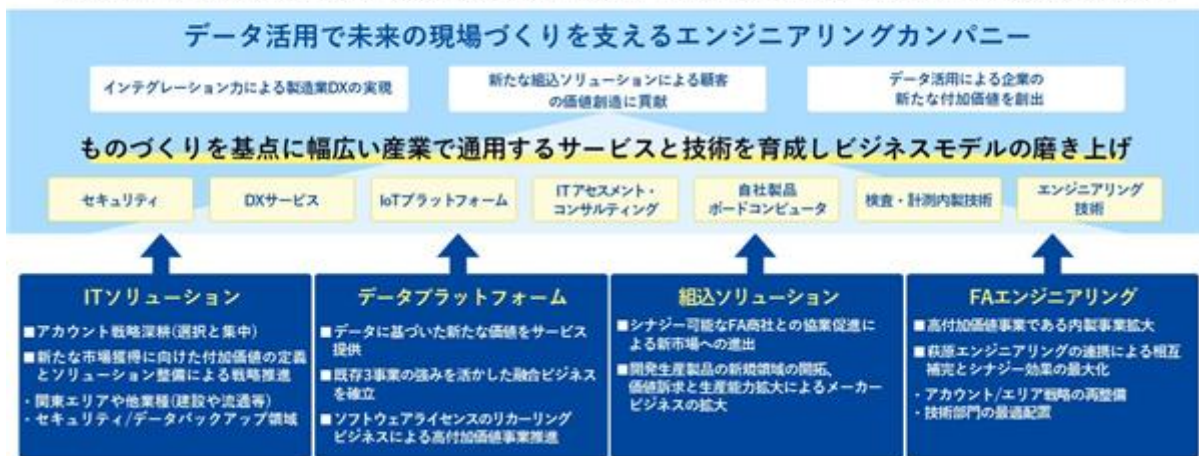 データ活用で未来の現場づくりを支えるエンジニアリングカンパニー
インテグレーション力による製造業DXの実現
新たな組込ソリューションによる顧客
の価値創造に貢献
データ活用による企業の
新たな付加価値を創出
ものづくりを基点に幅広い産業で通用するサービスと技術を育成しビジネスモデルの磨き上げ
セキュリティ
DXサービス
IoTプラットフォーム
ITアセスメント・
コンサルティング
自社製品
ボードコンピュータ
検査・計測内製技術
エンジニアリング
技術
ITソリューション
■アカウント戦略深耕(選択と集中)
■新たな市場獲得に向けた付加価値の定義
とソリューション整備による戦略推進
・関東エリアや他業種(建設や流通等)
・セキュリティ/データバックアップ領域
データプラットフォーム
■データに基づいた新たな価値をサービス
提供
■既存3事業の強みを活かした融合ビジネス
を確立
■ソフトウェアライセンスのリカーリング
ビジネスによる高付加価値事業推進
組込ソリューション
■シナジー可能なFA商社との協業促進に
よる新市場への進出
■開発生産製品の新規領域の開拓、
価値訴求と生産能力拡大によるメーカー
ビジネスの拡大
FAエンジニアリング
■高付加価値事業である内製事業拡大
■萩原エンジニアリングの連携による相互
補完とシナジー効果の最大化
・アカウント/エリア戦略の再整備
・技術部門の最適配置